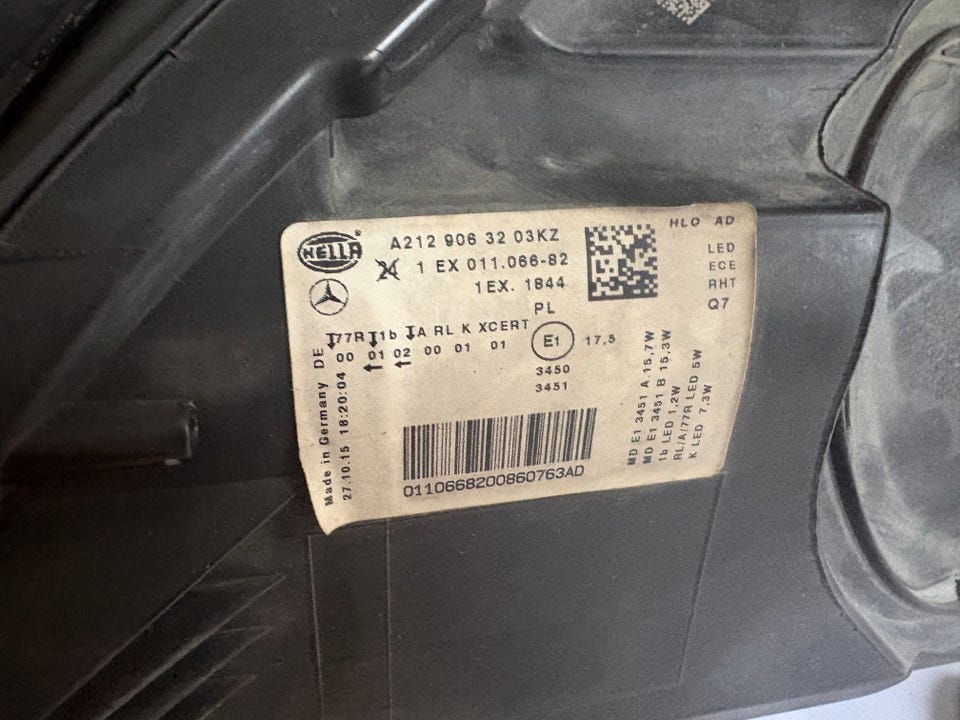 HELLA
A212 906 32 03KZ
24 1 EX 011.066-82
1EX. 1844
PL
HLO AD
LED
ECE
RHT
Q7
77R 1b IA RL K XCERT
00 01 02 00 01 01
E1 17,5
3450
3451
Made in Germany DE
27.10.15 16:20:04
MD E1 3451 A 15,7W
MD E1 3451 B 15,3W
1b LED 1,2W
RL/A/77R LED 5W
K LED 7,3W
0110668200860763AD